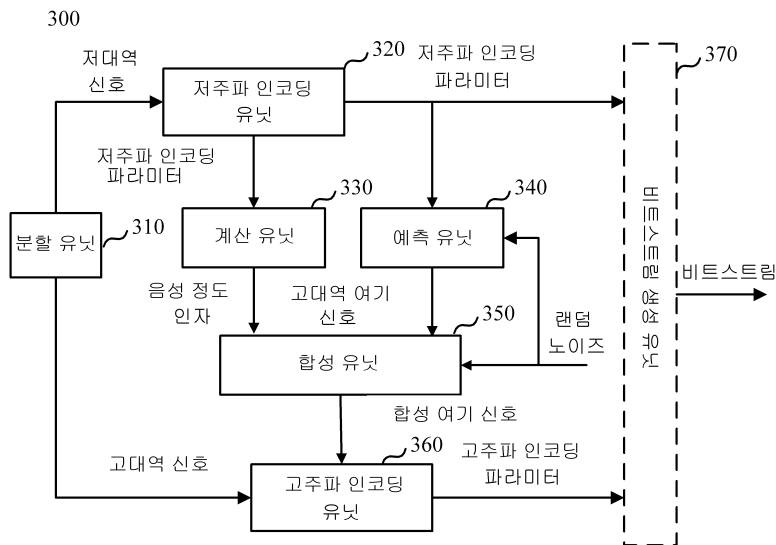 300
320
370
저대역
신호
저주파 인코딩
파라미터
저주파 인코딩
유닛
저주파 인코딩
파라미터
330
340
310
분할 유닛
계산 유닛
예측 유닛
비트스트림 생성 유닛
비트스트림
음성 정도
인자
고대역 여기
신호
350
랜덤
노이즈
합성 유닛
합성 여기 신호
360
고대역 신호
고주파 인코딩
파라미터
고주파 인코딩
유닛